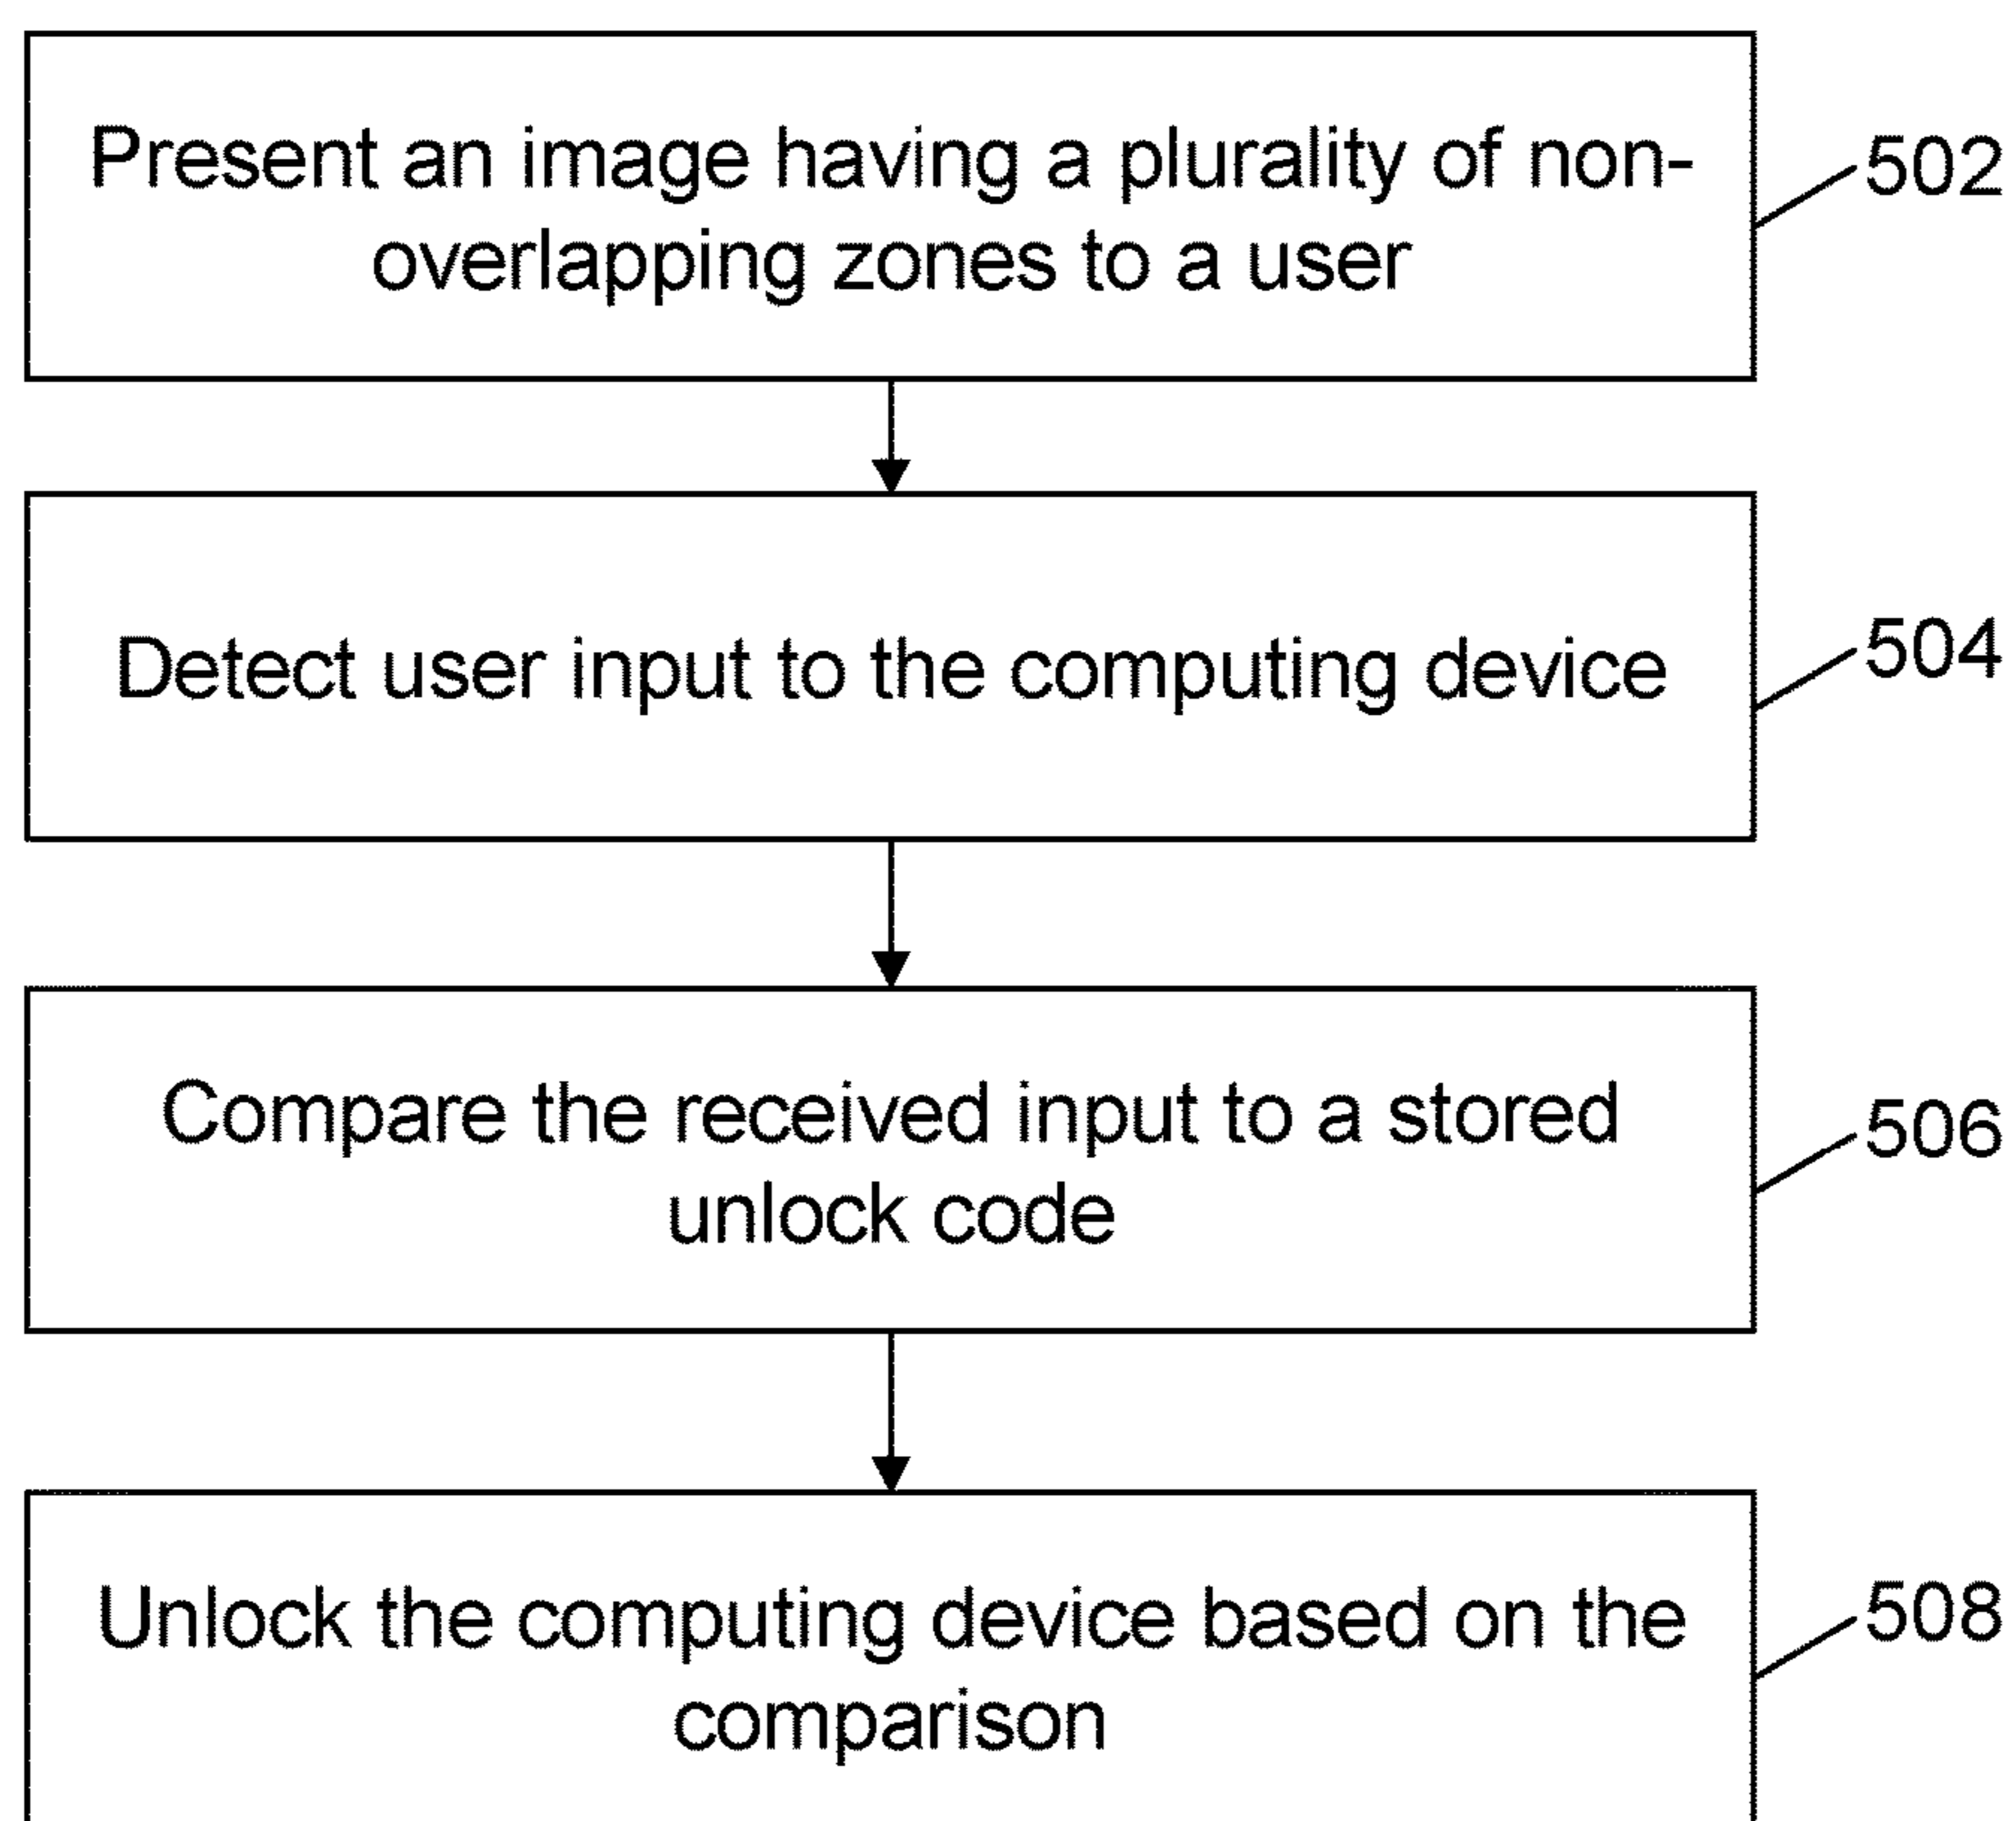 Present an image having a plurality of non-
overlapping zones to a user
502
Detect user input to the computing device
504
Compare the received input to a stored
unlock code
506
Unlock the computing device based on the
comparison
508